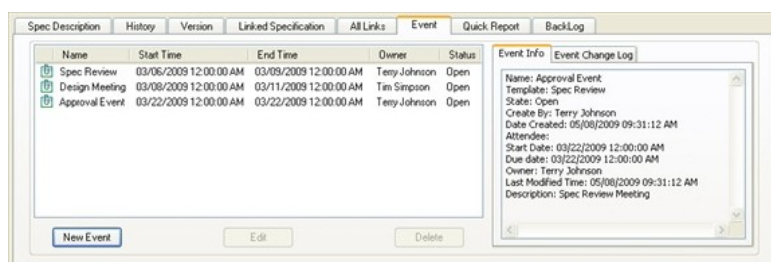 Spec Description History Version Linked Specification All Links Event Quick Report BackLog
Name Start Time End Time Owner Status
Spec Review 03/06/2009 12:00:00 AM 03/09/2009 12:00:00 AM Terry Johnson Open
Design Meeting 03/08/2009 12:00:00 AM 03/11/2009 12:00:00 AM Tim Simpson Open
Approval Event 03/22/2009 12:00:00 AM 03/22/2009 12:00:00 AM Terry Johnson Open
New Event Edit Delete
Event Info Event Change Log
Name: Approval Event
Template: Spec Review
State: Open
Create By: Terry Johnson
Date Created: 05/08/2009 09:31:12 AM
Attendee:
Start Date: 03/22/2009 12:00:00 AM
Due date: 03/22/2009 12:00:00 AM
Owner: Terry Johnson
Last Modified Time: 05/08/2009 09:31:12 AM
Description: Spec Review Meeting